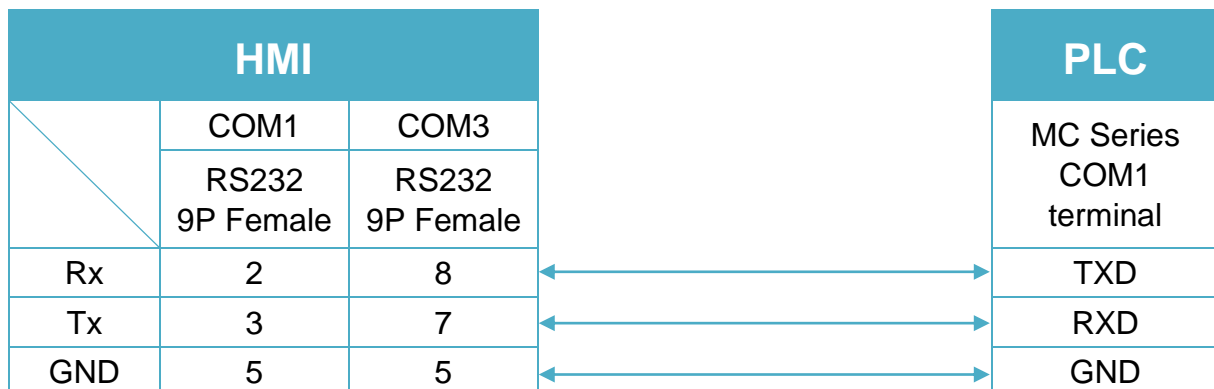 HMI PLC
COM1 COM3
MC Series
COM1
terminal
RS232
9P Female
RS232
9P Female
Rx 2 8 TXD
Tx 3 7 RXD
GND 5 5 GND